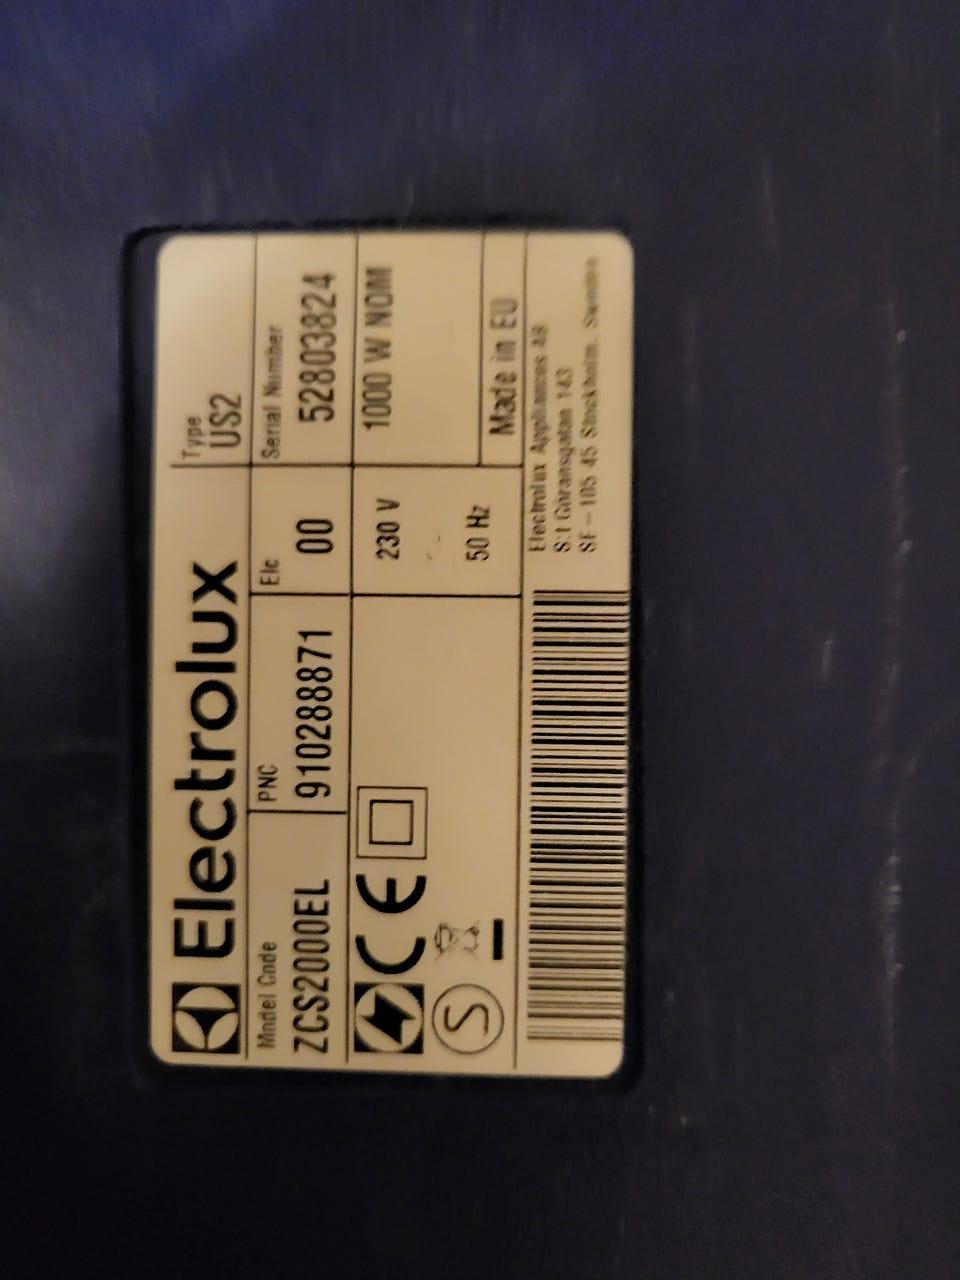 Electrolux
Type
US2
Model Code
PNC
Elc
Serial Number
ZCS2000EL
910288871
00
52803824
230 V
50 Hz
1000 W NOM
CE
S
Made in EU
Electrolux Appliances AB
S:t Göransgatan 143
SE-105 45 Stockholm, Sweden